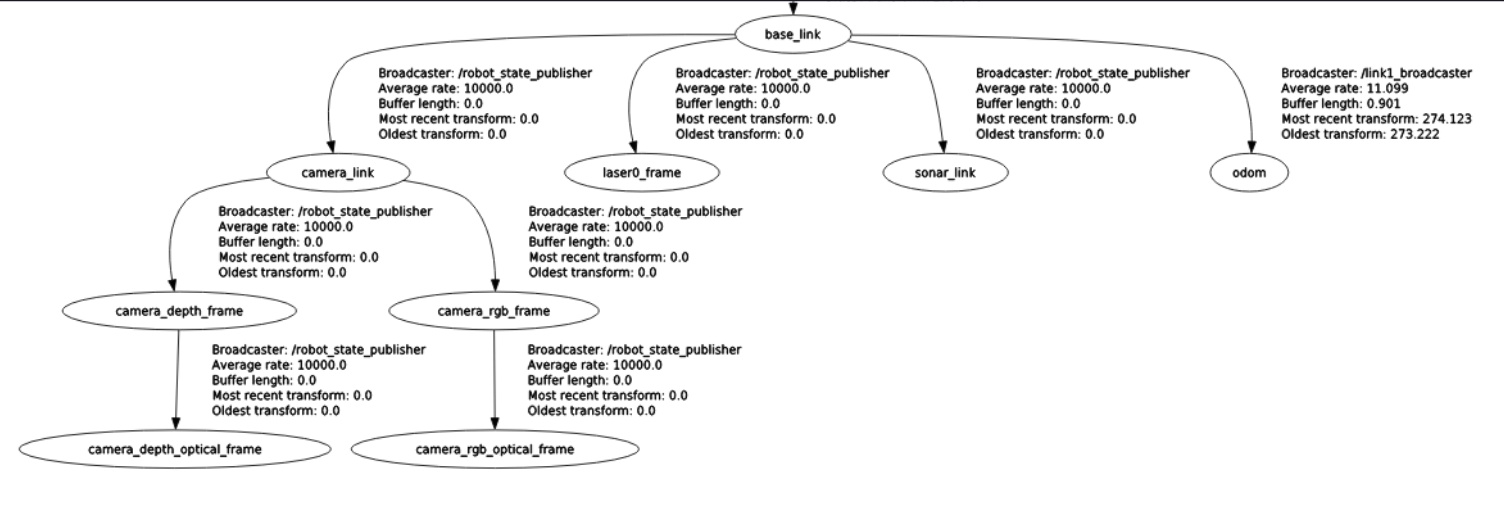 base_link
Broadcaster: /robot_state_publisher
Average rate: 10000.0
Buffer length: 0.0
Most recent transform: 0.0
Oldest transform: 0.0
Broadcaster: /robot_state_publisher
Average rate: 10000.0
Buffer length: 0.0
Most recent transform: 0.0
Oldest transform: 0.0
Broadcaster: /robot_state_publisher
Average rate: 10000.0
Buffer length: 0.0
Most recent transform: 0.0
Oldest transform: 0.0
Broadcaster: /link1_broadcaster
Average rate: 11.099
Buffer length: 0.901
Most recent transform: 274.123
Oldest transform: 273.222
camera_link
laser0_frame
sonar_link
odom
Broadcaster: /robot_state_publisher
Average rate: 10000.0
Buffer length: 0.0
Most recent transform: 0.0
Oldest transform: 0.0
Broadcaster: /robot_state_publisher
Average rate: 10000.0
Buffer length: 0.0
Most recent transform: 0.0
Oldest transform: 0.0
camera_depth_frame
camera_rgb_frame
Broadcaster: /robot_state_publisher
Average rate: 10000.0
Buffer length: 0.0
Most recent transform: 0.0
Oldest transform: 0.0
Broadcaster: /robot_state_publisher
Average rate: 10000.0
Buffer length: 0.0
Most recent transform: 0.0
Oldest transform: 0.0
camera_depth_optical_frame
camera_rgb_optical_frame